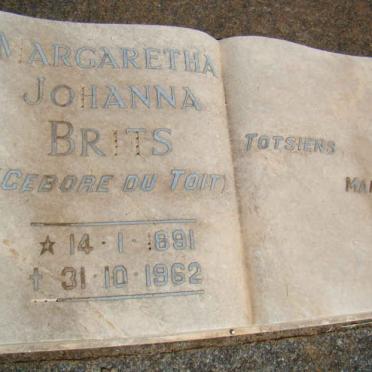 MARGARETHA
JOHANNA
BRITS
(GEBORE DU TOIT)
14·1·1891
31·10·1962
TOTSIENS